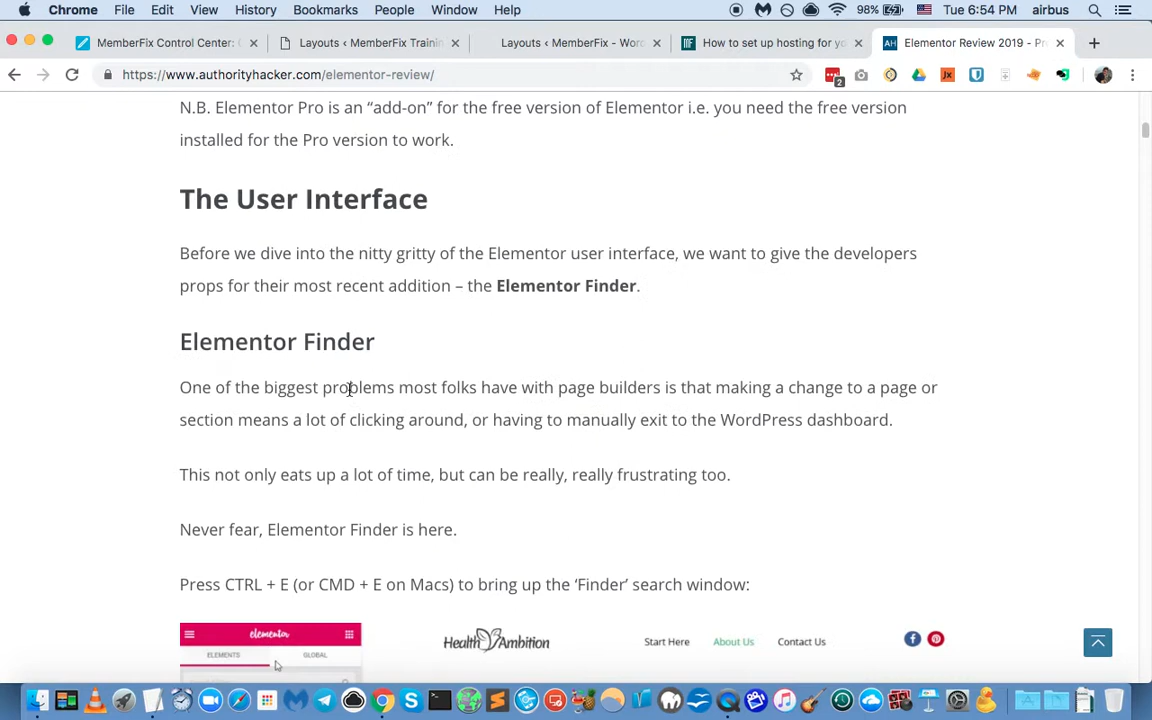 Chrome File Edit View History Bookmarks People Window Help 98% Tue 6:54 PM airbus
MemberFix Control Center: Layouts ‹ MemberFix Trainin Layouts ‹ MemberFix - Wor How to set up hosting for yo AH Elementor Review 2019 - Pr
https://www.authorityhacker.com/elementor-review/
N.B. Elementor Pro is an “add-on” for the free version of Elementor i.e. you need the free version
installed for the Pro version to work.
The User Interface
Before we dive into the nitty gritty of the Elementor user interface, we want to give the developers
props for their most recent addition – the Elementor Finder.
Elementor Finder
One of the biggest problems most folks have with page builders is that making a change to a page or
section means a lot of clicking around, or having to manually exit to the WordPress dashboard.
This not only eats up a lot of time, but can be really, really frustrating too.
Never fear, Elementor Finder is here.
Press CTRL + E (or CMD + E on Macs) to bring up the ‘Finder’ search window:
elementor Health Ambition Start Here About Us Contact Us
ELEMENTS GLOBAL